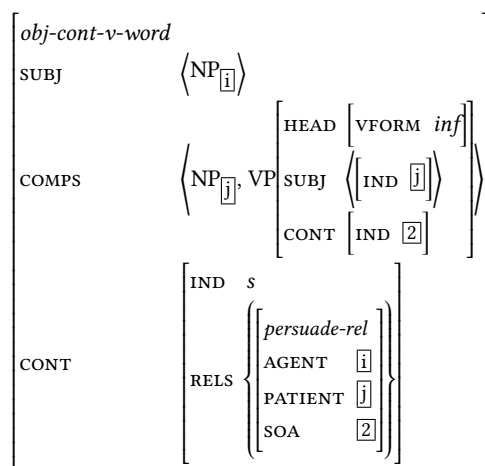 obj-cont-v-word
SUBJ ⟨NP[i]⟩
COMPS ⟨NP[j], VP[HEAD [VFORM inf]
SUBJ ⟨[IND [j]]⟩
CONT [IND [2]]]⟩
CONT [IND s
RELS {[persuade-rel
AGENT [i]
PATIENT [j]
SOA [2]]}]